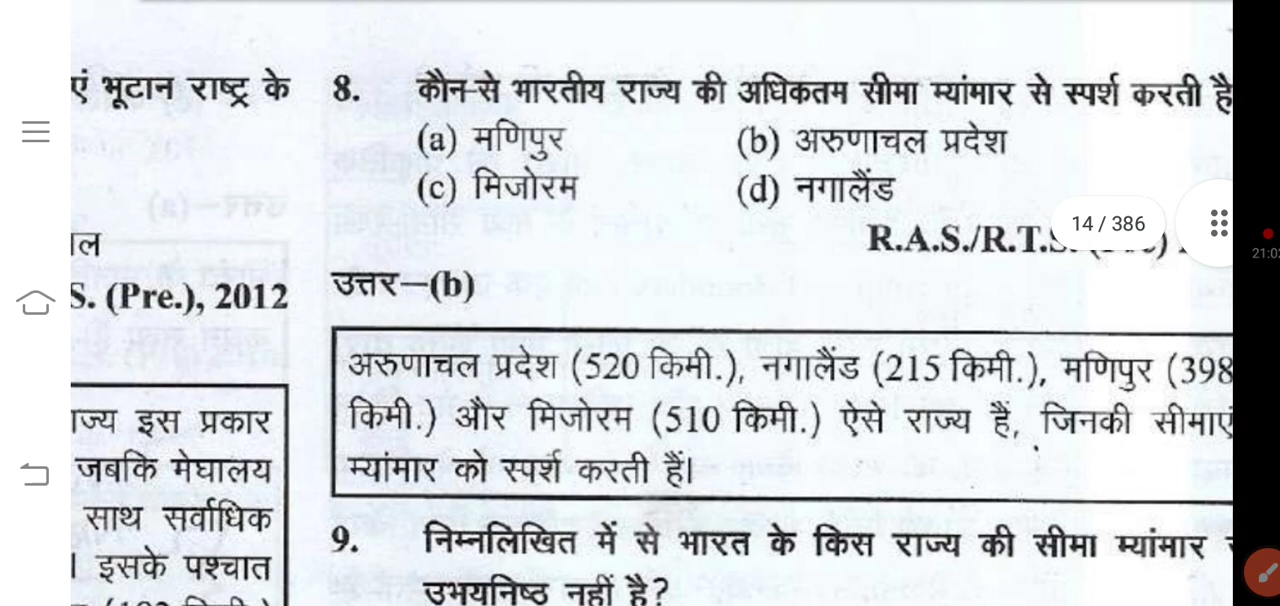 एं भूटान राष्ट्र के
ाल
S. (Pre.), 2012
ाज्य इस प्रकार
जबकि मेघालय
साथ सर्वाधिक
। इसके पश्चात
8. कौन-से भारतीय राज्य की अधिकतम सीमा म्यांमार से स्पर्श करती है
(a) मणिपुर (b) अरुणाचल प्रदेश
(c) मिजोरम (d) नगालैंड
14 / 386
R.A.S./R.T.S.
उत्तर—(b)
अरुणाचल प्रदेश (520 किमी.), नगालैंड (215 किमी.), मणिपुर (398
किमी.) और मिजोरम (510 किमी.) ऐसे राज्य हैं, जिनकी सीमाएं
म्यांमार को स्पर्श करती हैं।
9. निम्नलिखित में से भारत के किस राज्य की सीमा म्यांमार
उभयनिष्ठ नहीं है?